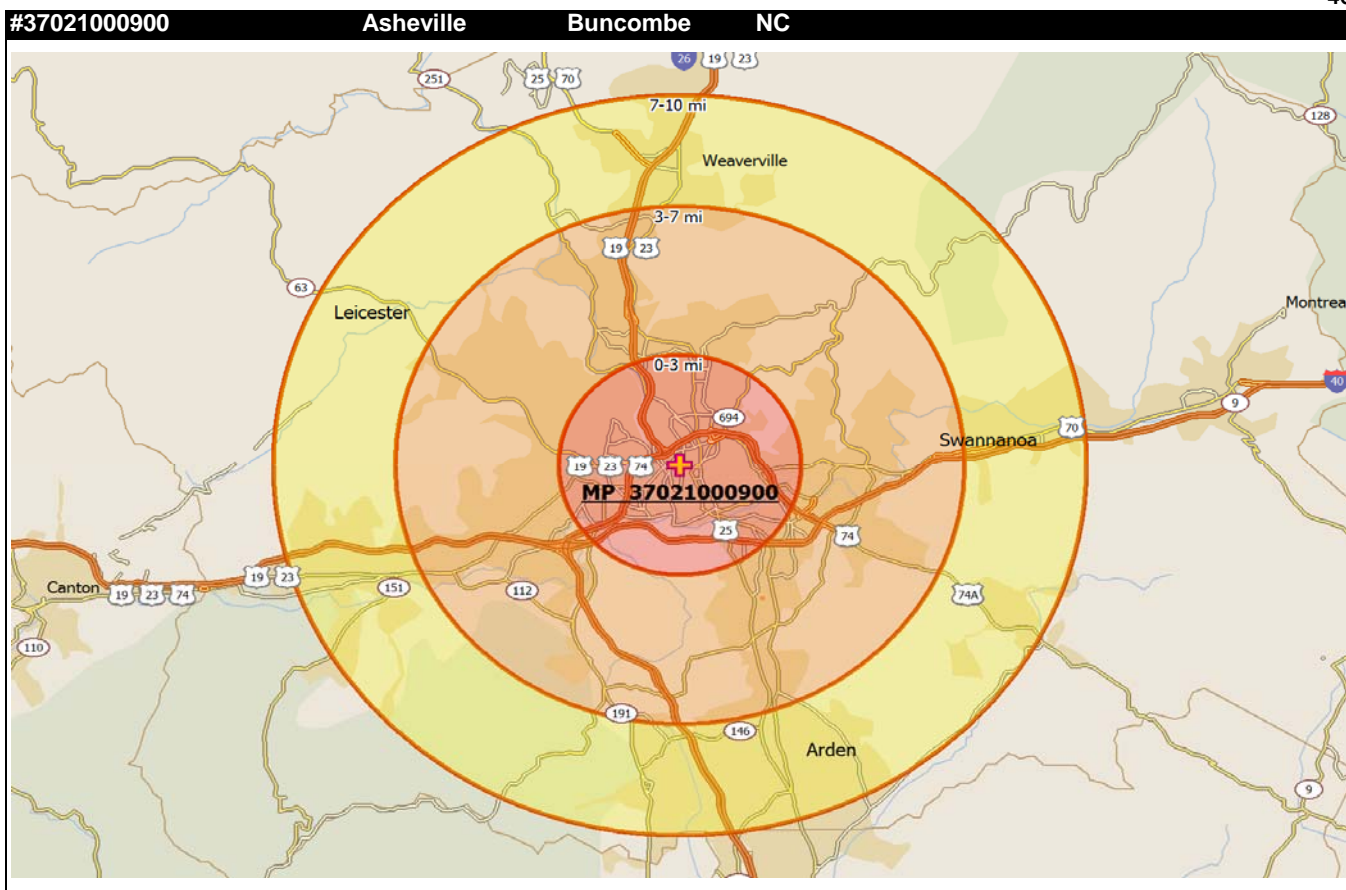 #37021000900 Asheville Buncombe NC
26 19 23
251 25 70
7-10 mi
128
Weaverville
3-7 mi
19 23
63
Leicester
Montrea
0-3 mi
40
9
694
70
Swannanoa
19 23 74
MP 37021000900
25
74
19 23
Canton 19 23 74
151
112
74A
110
191
146
Arden
9